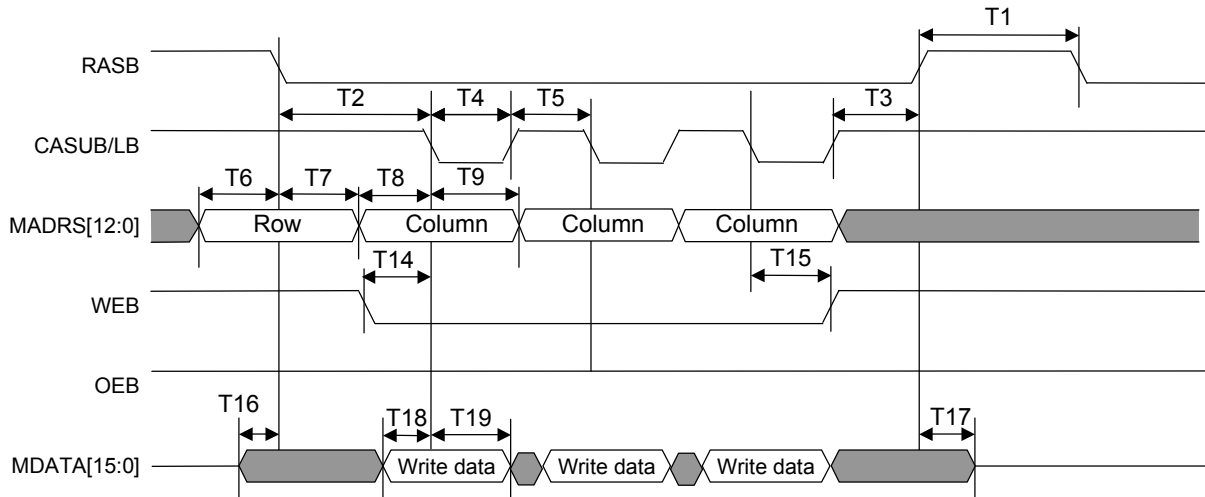 T1
RASB
T2 T4 T5 T3
CASUB/LB
T6 T7 T8 T9
MADRS[12:0] Row Column Column Column
T14 T15
WEB
OEB
T16 T18 T19 T17
MDATA[15:0] Write data Write data Write data